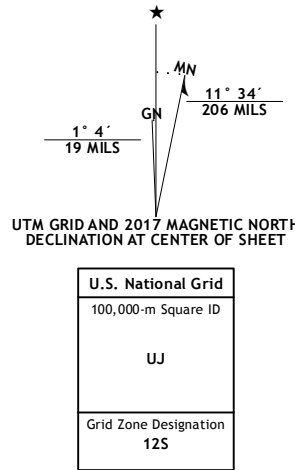 ★
MN
GN
11° 34´
206 MILS
1° 4´
19 MILS
UTM GRID AND 2017 MAGNETIC NORTH
DECLINATION AT CENTER OF SHEET
U.S. National Grid
100,000-m Square ID
UJ
Grid Zone Designation
12S